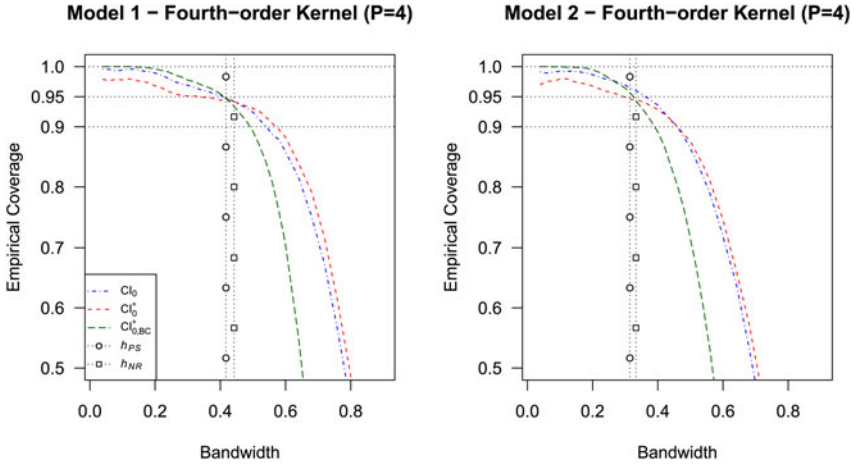 Model 1 − Fourth−order Kernel (P=4)
Empirical Coverage
1.0
0.95
0.9
0.8
0.7
0.6
0.5
CI₀
CI₀*
CI*₀,BC
h_PS
h_NR
0.0 0.2 0.4 0.6 0.8
Bandwidth
Model 2 − Fourth−order Kernel (P=4)
Empirical Coverage
1.0
0.95
0.9
0.8
0.7
0.6
0.5
0.0 0.2 0.4 0.6 0.8
Bandwidth